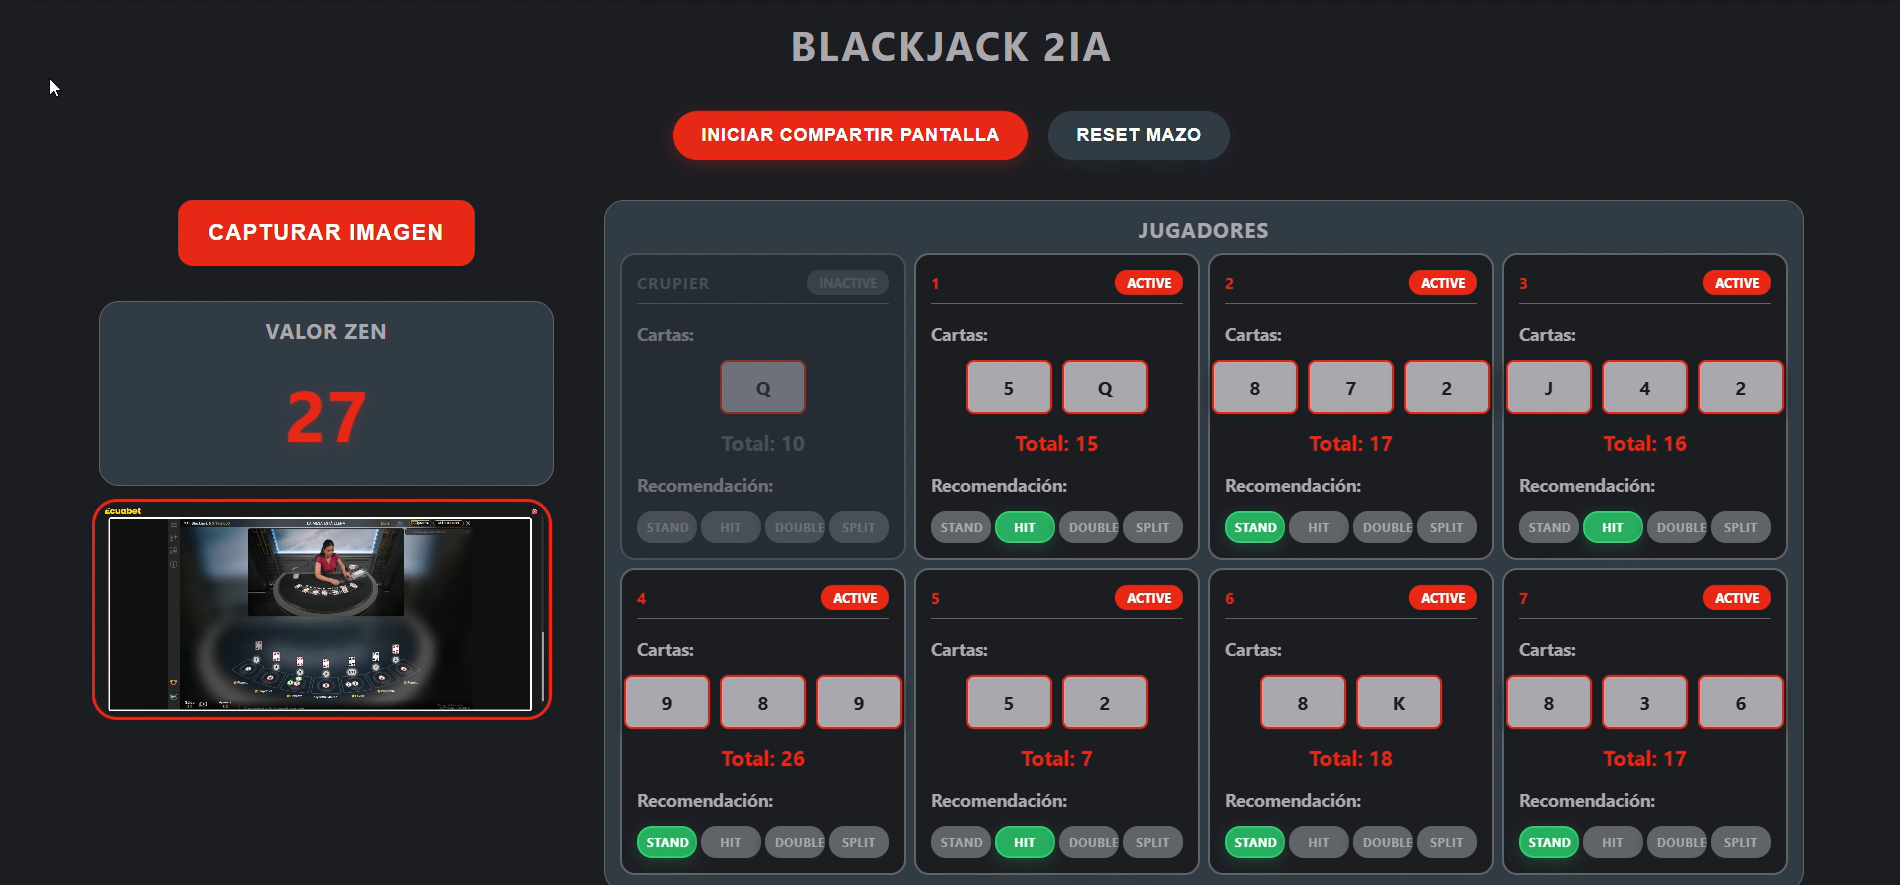 BLACKJACK 2IA
INICIAR COMPARTIR PANTALLA
RESET MAZO
CAPTURAR IMAGEN
VALOR ZEN
27
Ecuabet
JUGADORES
CRUPIER INACTIVE
Cartas:
Q
Total: 10
Recomendación:
STAND HIT DOUBLE SPLIT
1 ACTIVE
Cartas:
5 Q
Total: 15
Recomendación:
STAND HIT DOUBLE SPLIT
2 ACTIVE
Cartas:
8 7 2
Total: 17
Recomendación:
STAND HIT DOUBLE SPLIT
3 ACTIVE
Cartas:
J 4 2
Total: 16
Recomendación:
STAND HIT DOUBLE SPLIT
4 ACTIVE
Cartas:
9 8 9
Total: 26
Recomendación:
STAND HIT DOUBLE SPLIT
5 ACTIVE
Cartas:
5 2
Total: 7
Recomendación:
STAND HIT DOUBLE SPLIT
6 ACTIVE
Cartas:
8 K
Total: 18
Recomendación:
STAND HIT DOUBLE SPLIT
7 ACTIVE
Cartas:
8 3 6
Total: 17
Recomendación:
STAND HIT DOUBLE SPLIT